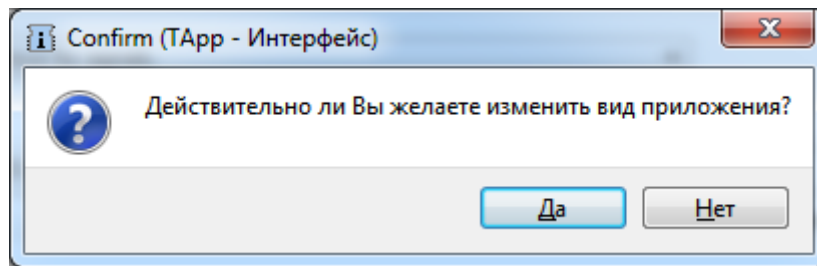 Confirm (TApp - Интерфейс)
Действительно ли Вы желаете изменить вид приложения?
Да
Нет